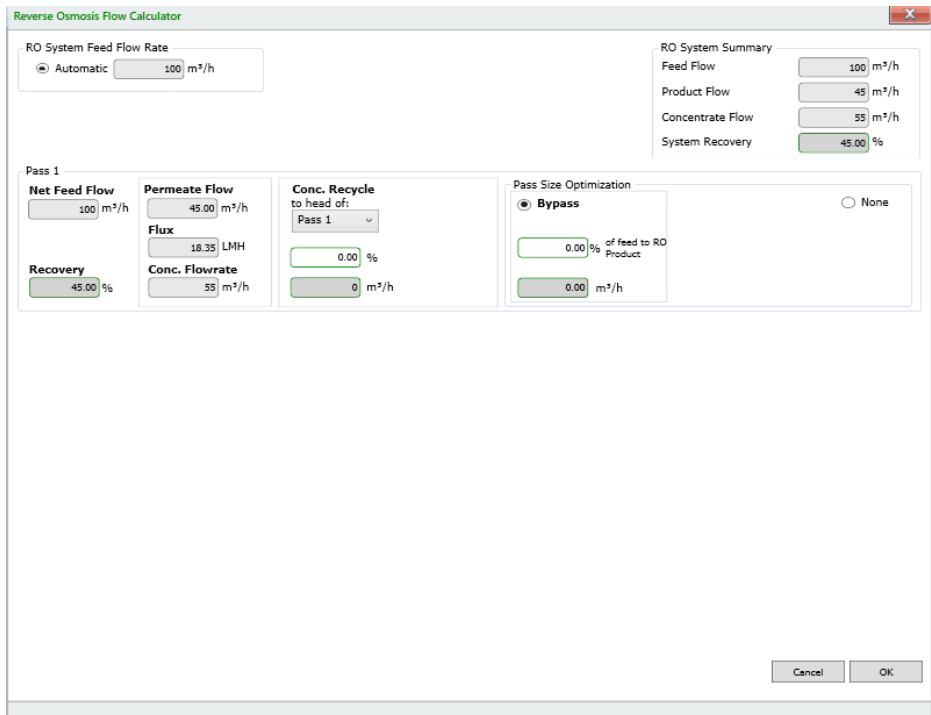 Reverse Osmosis Flow Calculator
X
RO System Feed Flow Rate
Automatic 100 m³/h
RO System Summary
Feed Flow 100 m³/h
Product Flow 45 m³/h
Concentrate Flow 55 m³/h
System Recovery 45.00 %
Pass 1
Net Feed Flow
100 m³/h
Recovery
45.00 %
Permeate Flow
45.00 m³/h
Flux
18.35 LMH
Conc. Flowrate
55 m³/h
Conc. Recycle
to head of:
Pass 1
0.00 %
0 m³/h
Pass Size Optimization
Bypass
0.00 % of feed to RO
Product
0.00 m³/h
None
Cancel OK